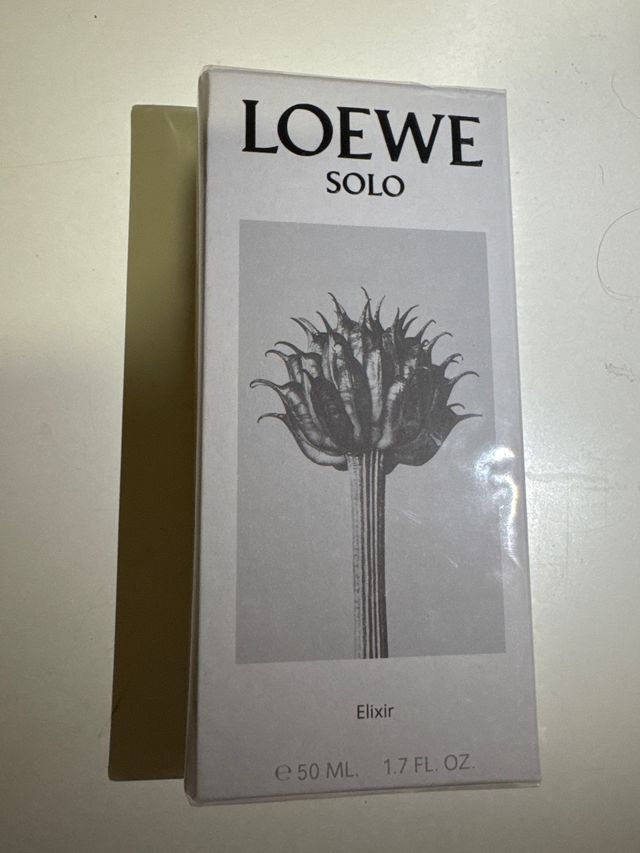 LOEWE
SOLO
Elixir
℮ 50 ML. 1.7 FL. OZ.